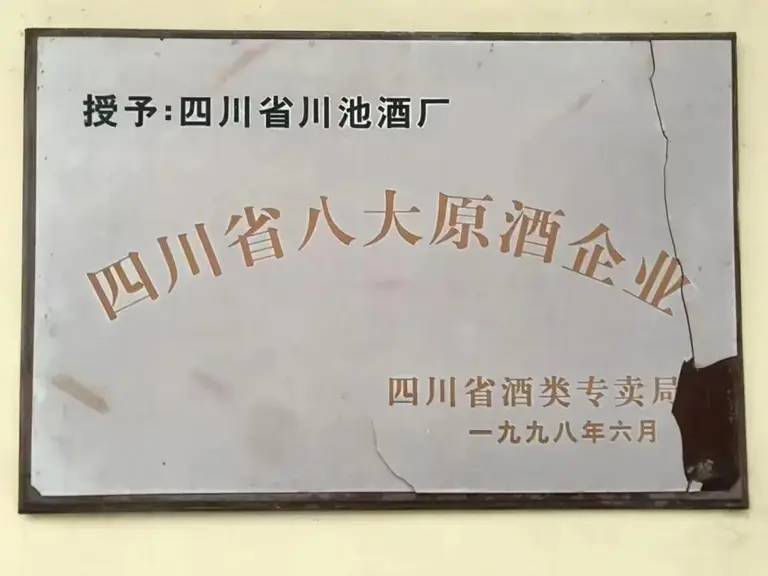 授予:四川省川池酒厂
四川省八大原酒企业
四川省酒类专卖局
一九九八年六月